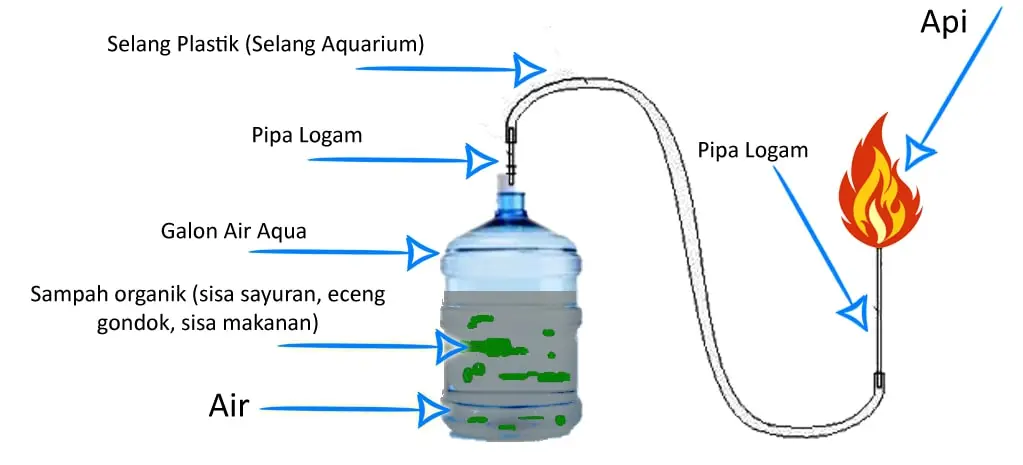 Api
Selang Plastik (Selang Aquarium)
Pipa Logam
Pipa Logam
Galon Air Aqua
Sampah organik (sisa sayuran, eceng
gondok, sisa makanan)
Air